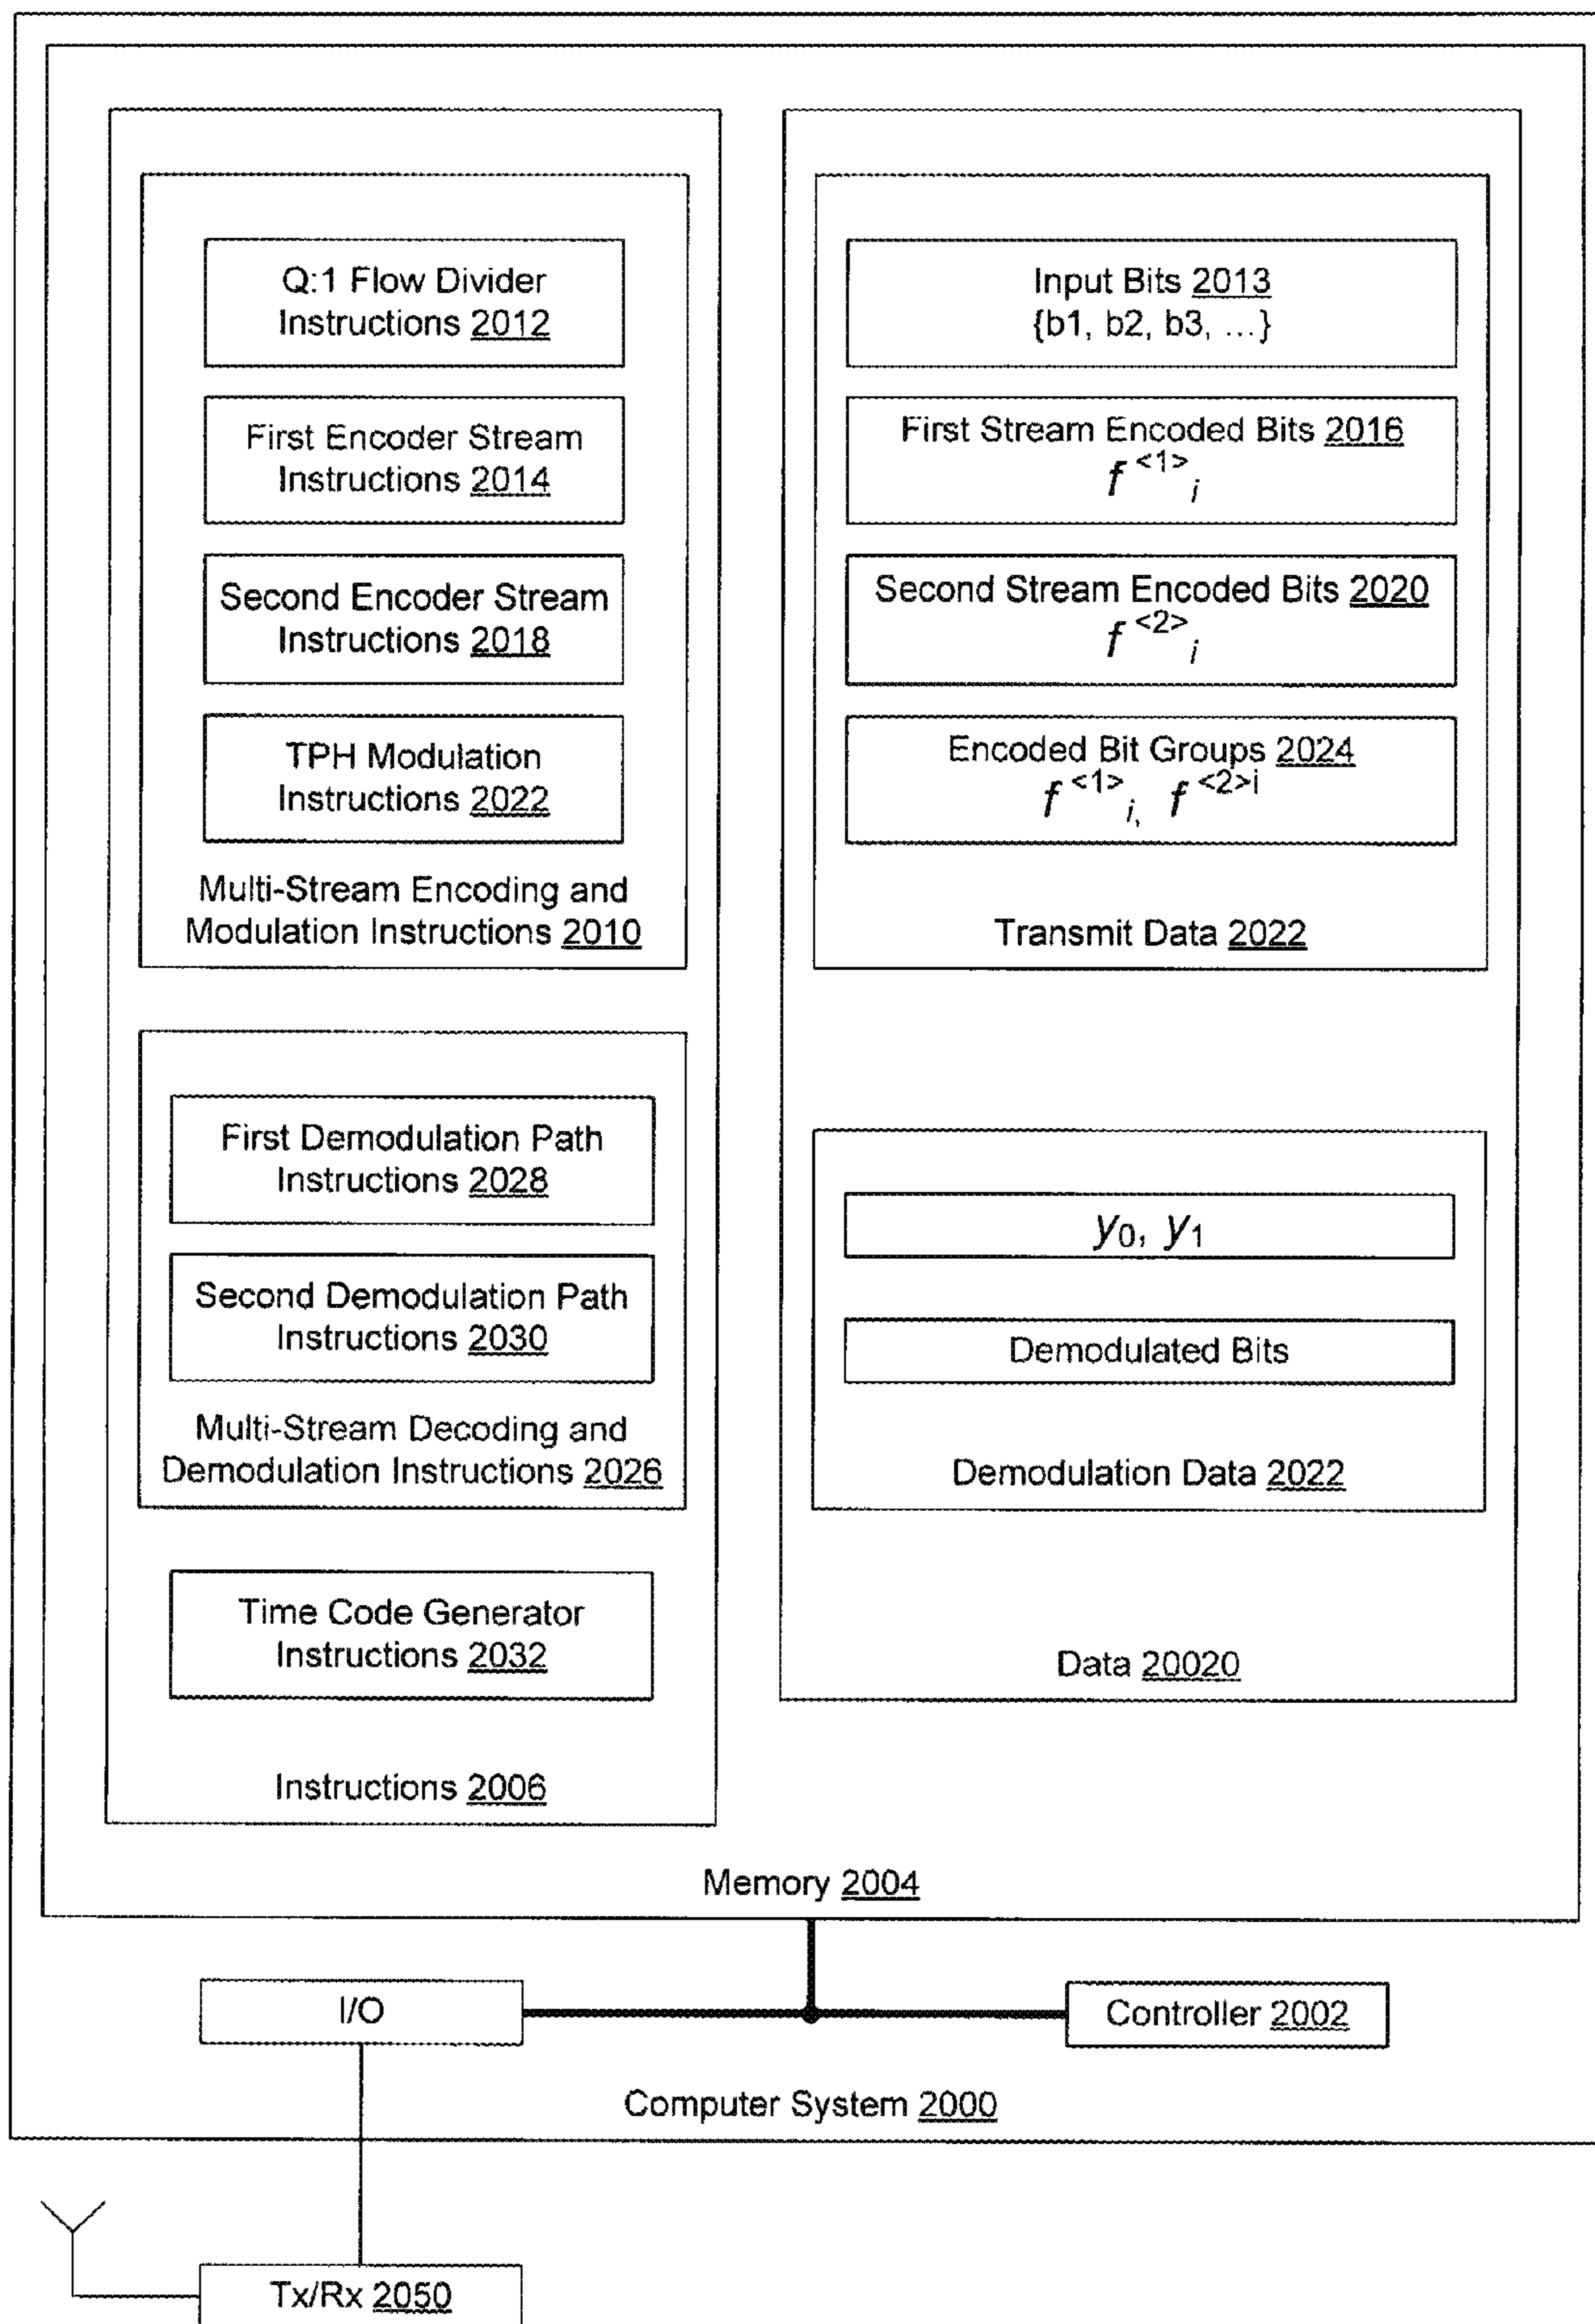 Q:1 Flow Divider
Instructions 2012
First Encoder Stream
Instructions 2014
Second Encoder Stream
Instructions 2018
TPH Modulation
Instructions 2022
Multi-Stream Encoding and
Modulation Instructions 2010
First Demodulation Path
Instructions 2028
Second Demodulation Path
Instructions 2030
Multi-Stream Decoding and
Demodulation Instructions 2026
Time Code Generator
Instructions 2032
Instructions 2006
Input Bits 2013
{b1, b2, b3, ...}
First Stream Encoded Bits 2016
f <1> i
Second Stream Encoded Bits 2020
f <2> i
Encoded Bit Groups 2024
f <1> i, f <2>i
Transmit Data 2022
y0, y1
Demodulated Bits
Demodulation Data 2022
Data 20020
Memory 2004
I/O
Controller 2002
Computer System 2000
Tx/Rx 2050